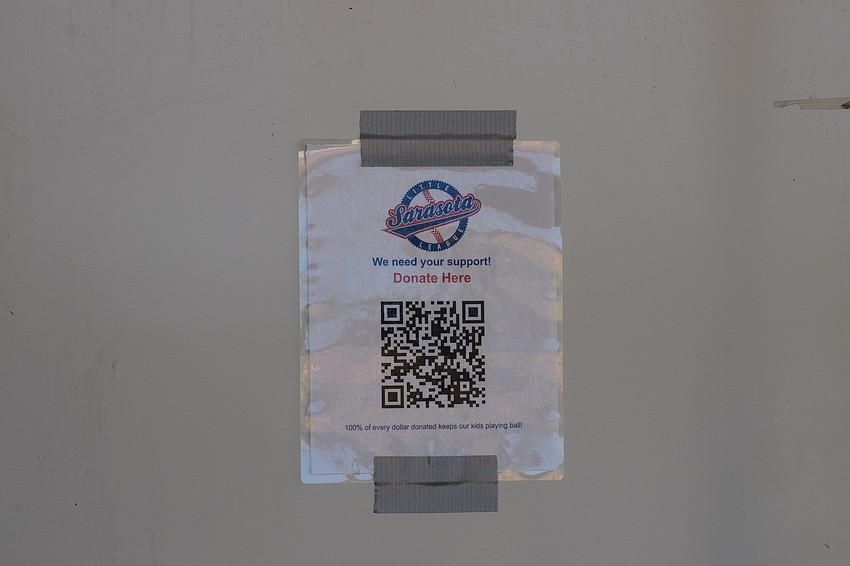 LITTLE
Sarasota
LEAGUE
We need your support!
Donate Here
100% of every dollar donated keeps our kids playing ball!